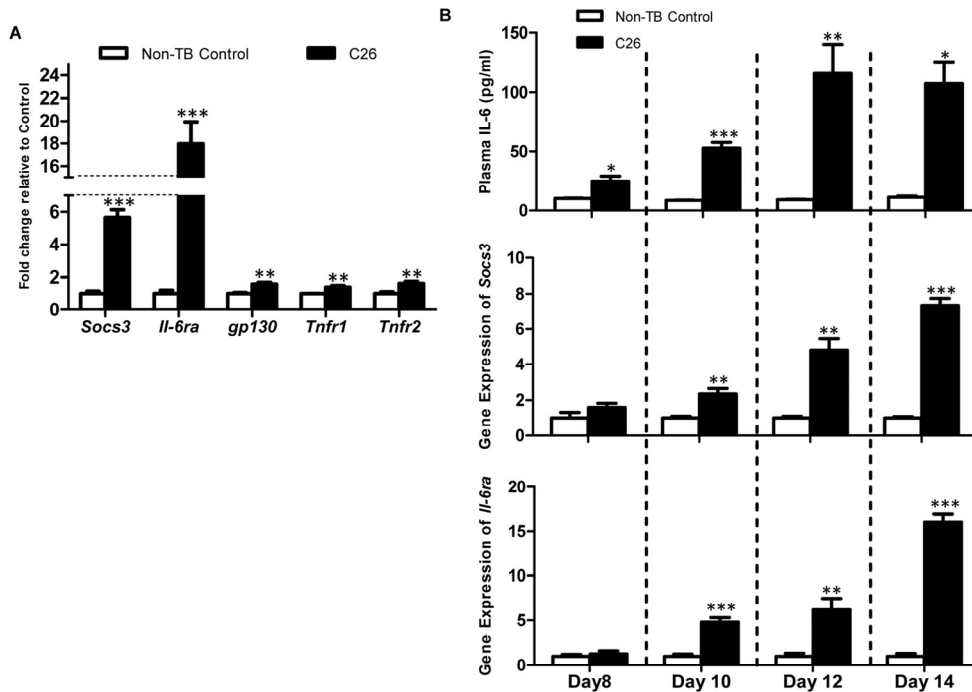 A
Non-TB Control
C26
Fold change relative to Control
24
22
20
18
16
6
4
2
0
***
***
**
**
**
Socs3
Il-6ra
gp130
Tnfr1
Tnfr2
B
Non-TB Control
C26
Plasma IL-6 (pg/ml)
150
100
50
0
*
***
**
*
Gene Expression of Socs3
10
8
6
4
2
0
**
**
***
Gene Expression of Il-6ra
20
15
10
5
0
***
**
***
Day8
Day 10
Day 12
Day 14